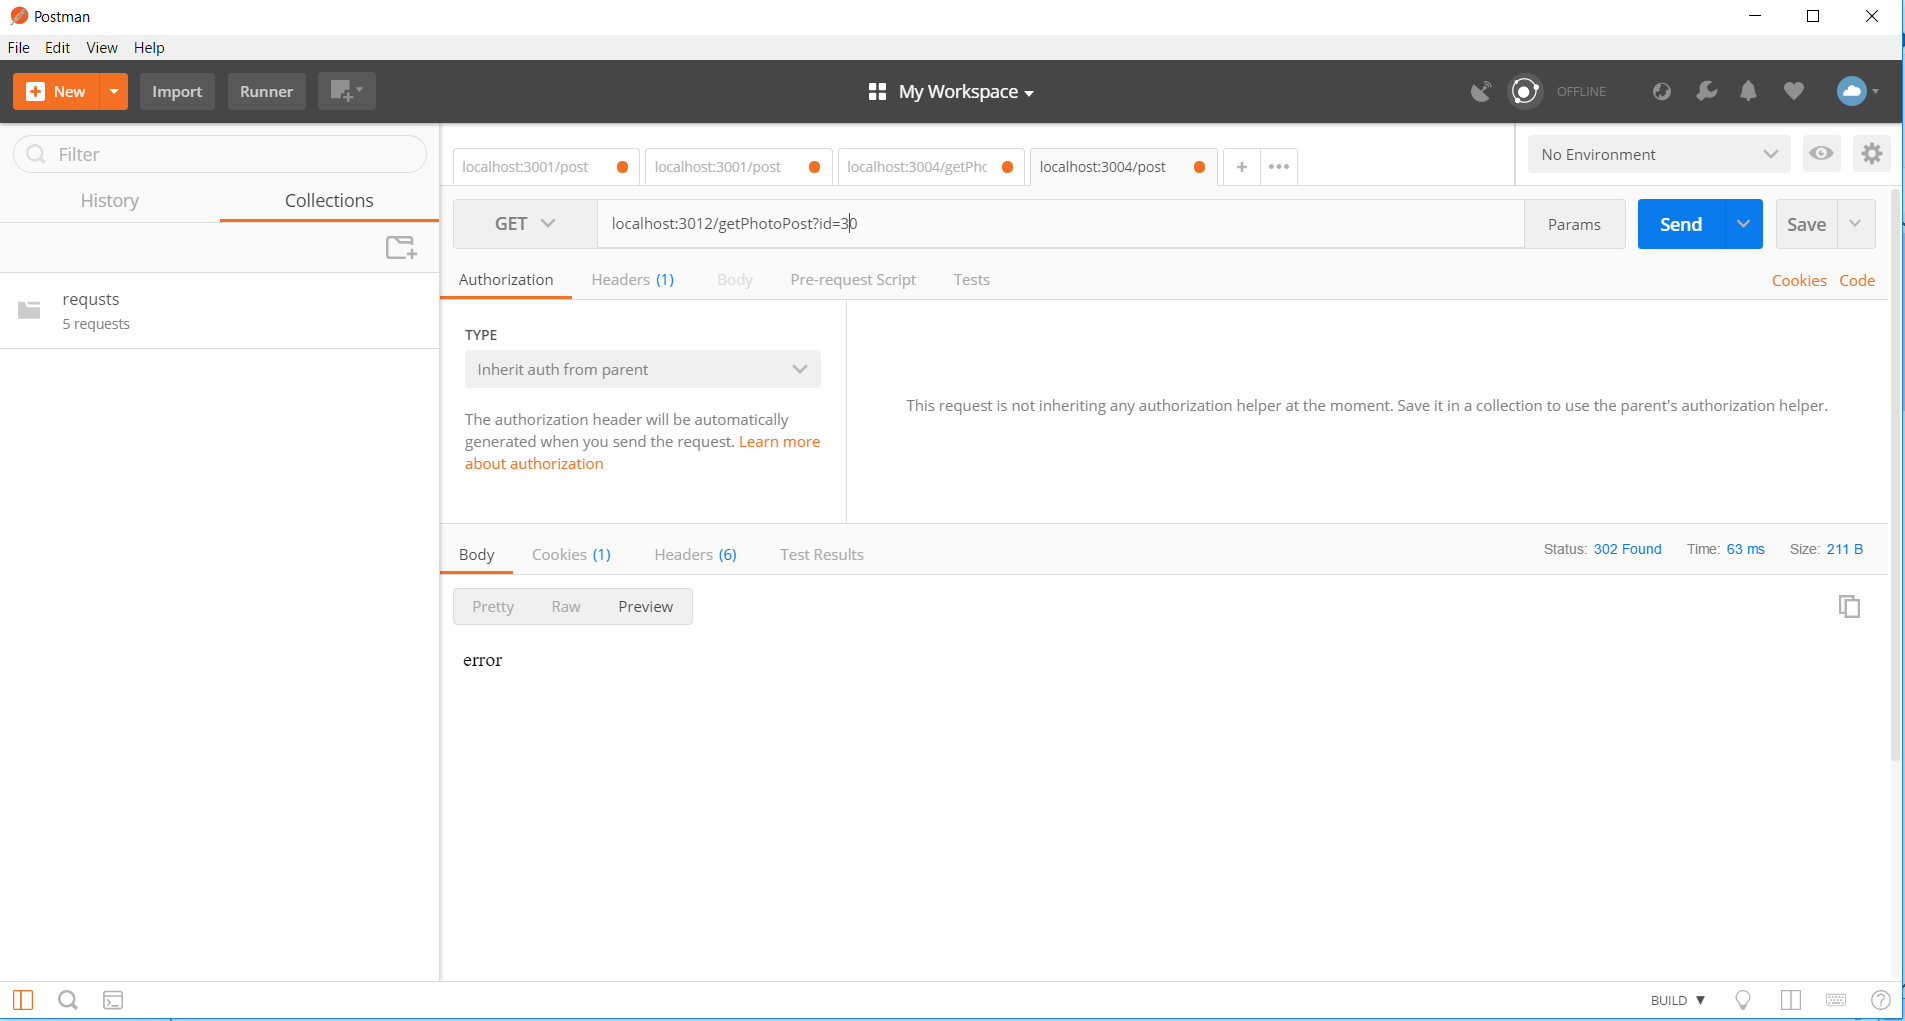 Postman
File Edit View Help
New Import Runner My Workspace OFFLINE
Filter
History Collections
requsts
5 requests
localhost:3001/post localhost:3001/post localhost:3004/getPho localhost:3004/post + •••
No Environment
GET localhost:3012/getPhotoPost?id=30 Params Send Save
Authorization Headers (1) Body Pre-request Script Tests Cookies Code
TYPE
Inherit auth from parent
The authorization header will be automatically
generated when you send the request. Learn more
about authorization
This request is not inheriting any authorization helper at the moment. Save it in a collection to use the parent's authorization helper.
Body Cookies (1) Headers (6) Test Results Status: 302 Found Time: 63 ms Size: 211 B
Pretty Raw Preview
error
BUILD ▼